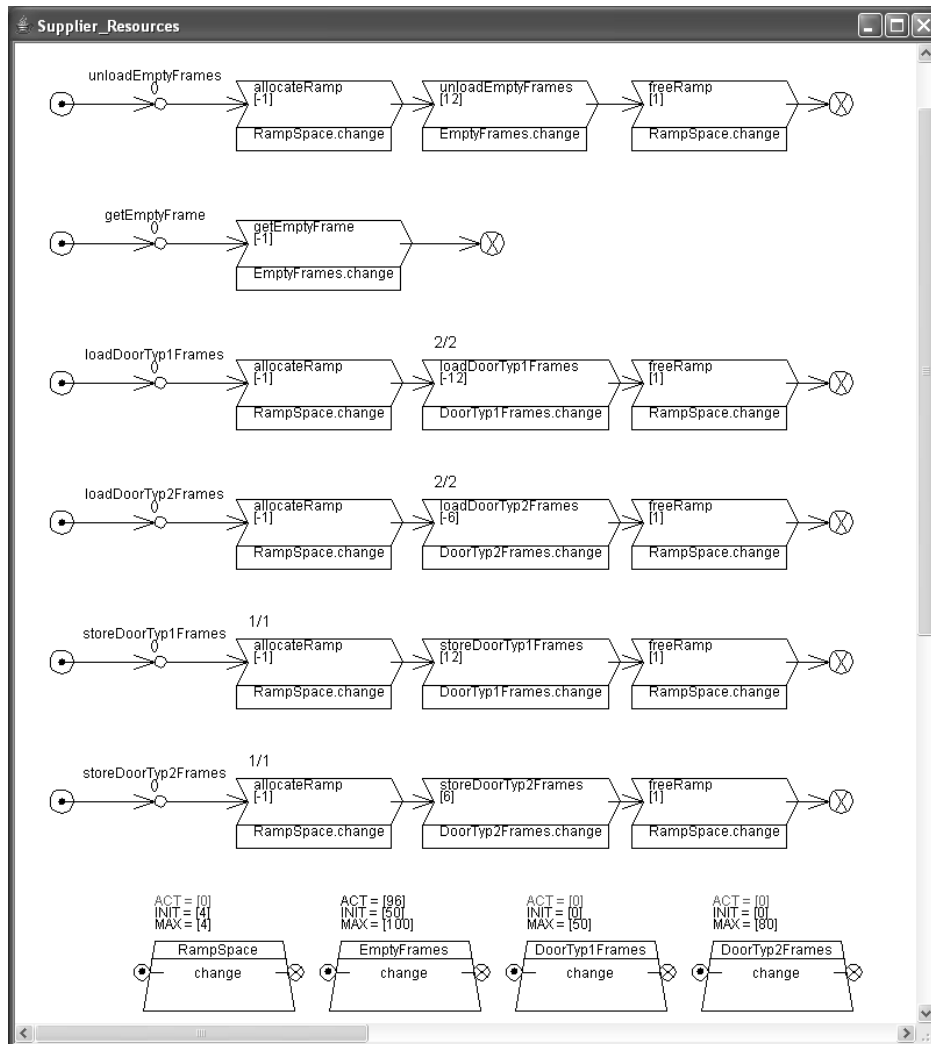 Supplier_Resources
unloadEmptyFrames
0
allocateRamp
[-1]
RampSpace.change
unloadEmptyFrames
[12]
EmptyFrames.change
freeRamp
[1]
RampSpace.change
getEmptyFrame
0
getEmptyFrame
[-1]
EmptyFrames.change
loadDoorTyp1Frames
0
allocateRamp
[-1]
RampSpace.change
2/2
loadDoorTyp1Frames
[-12]
DoorTyp1Frames.change
freeRamp
[1]
RampSpace.change
loadDoorTyp2Frames
0
allocateRamp
[-1]
RampSpace.change
2/2
loadDoorTyp2Frames
[-6]
DoorTyp2Frames.change
freeRamp
[1]
RampSpace.change
storeDoorTyp1Frames
0
1/1
allocateRamp
[-1]
RampSpace.change
storeDoorTyp1Frames
[12]
DoorTyp1Frames.change
freeRamp
[1]
RampSpace.change
storeDoorTyp2Frames
0
1/1
allocateRamp
[-1]
RampSpace.change
storeDoorTyp2Frames
[6]
DoorTyp2Frames.change
freeRamp
[1]
RampSpace.change
ACT = [0]
INIT = [4]
MAX = [4]
RampSpace
change
ACT = [96]
INIT = [50]
MAX = [100]
EmptyFrames
change
ACT = [0]
INIT = [0]
MAX = [50]
DoorTyp1Frames
change
ACT = [0]
INIT = [0]
MAX = [80]
DoorTyp2Frames
change